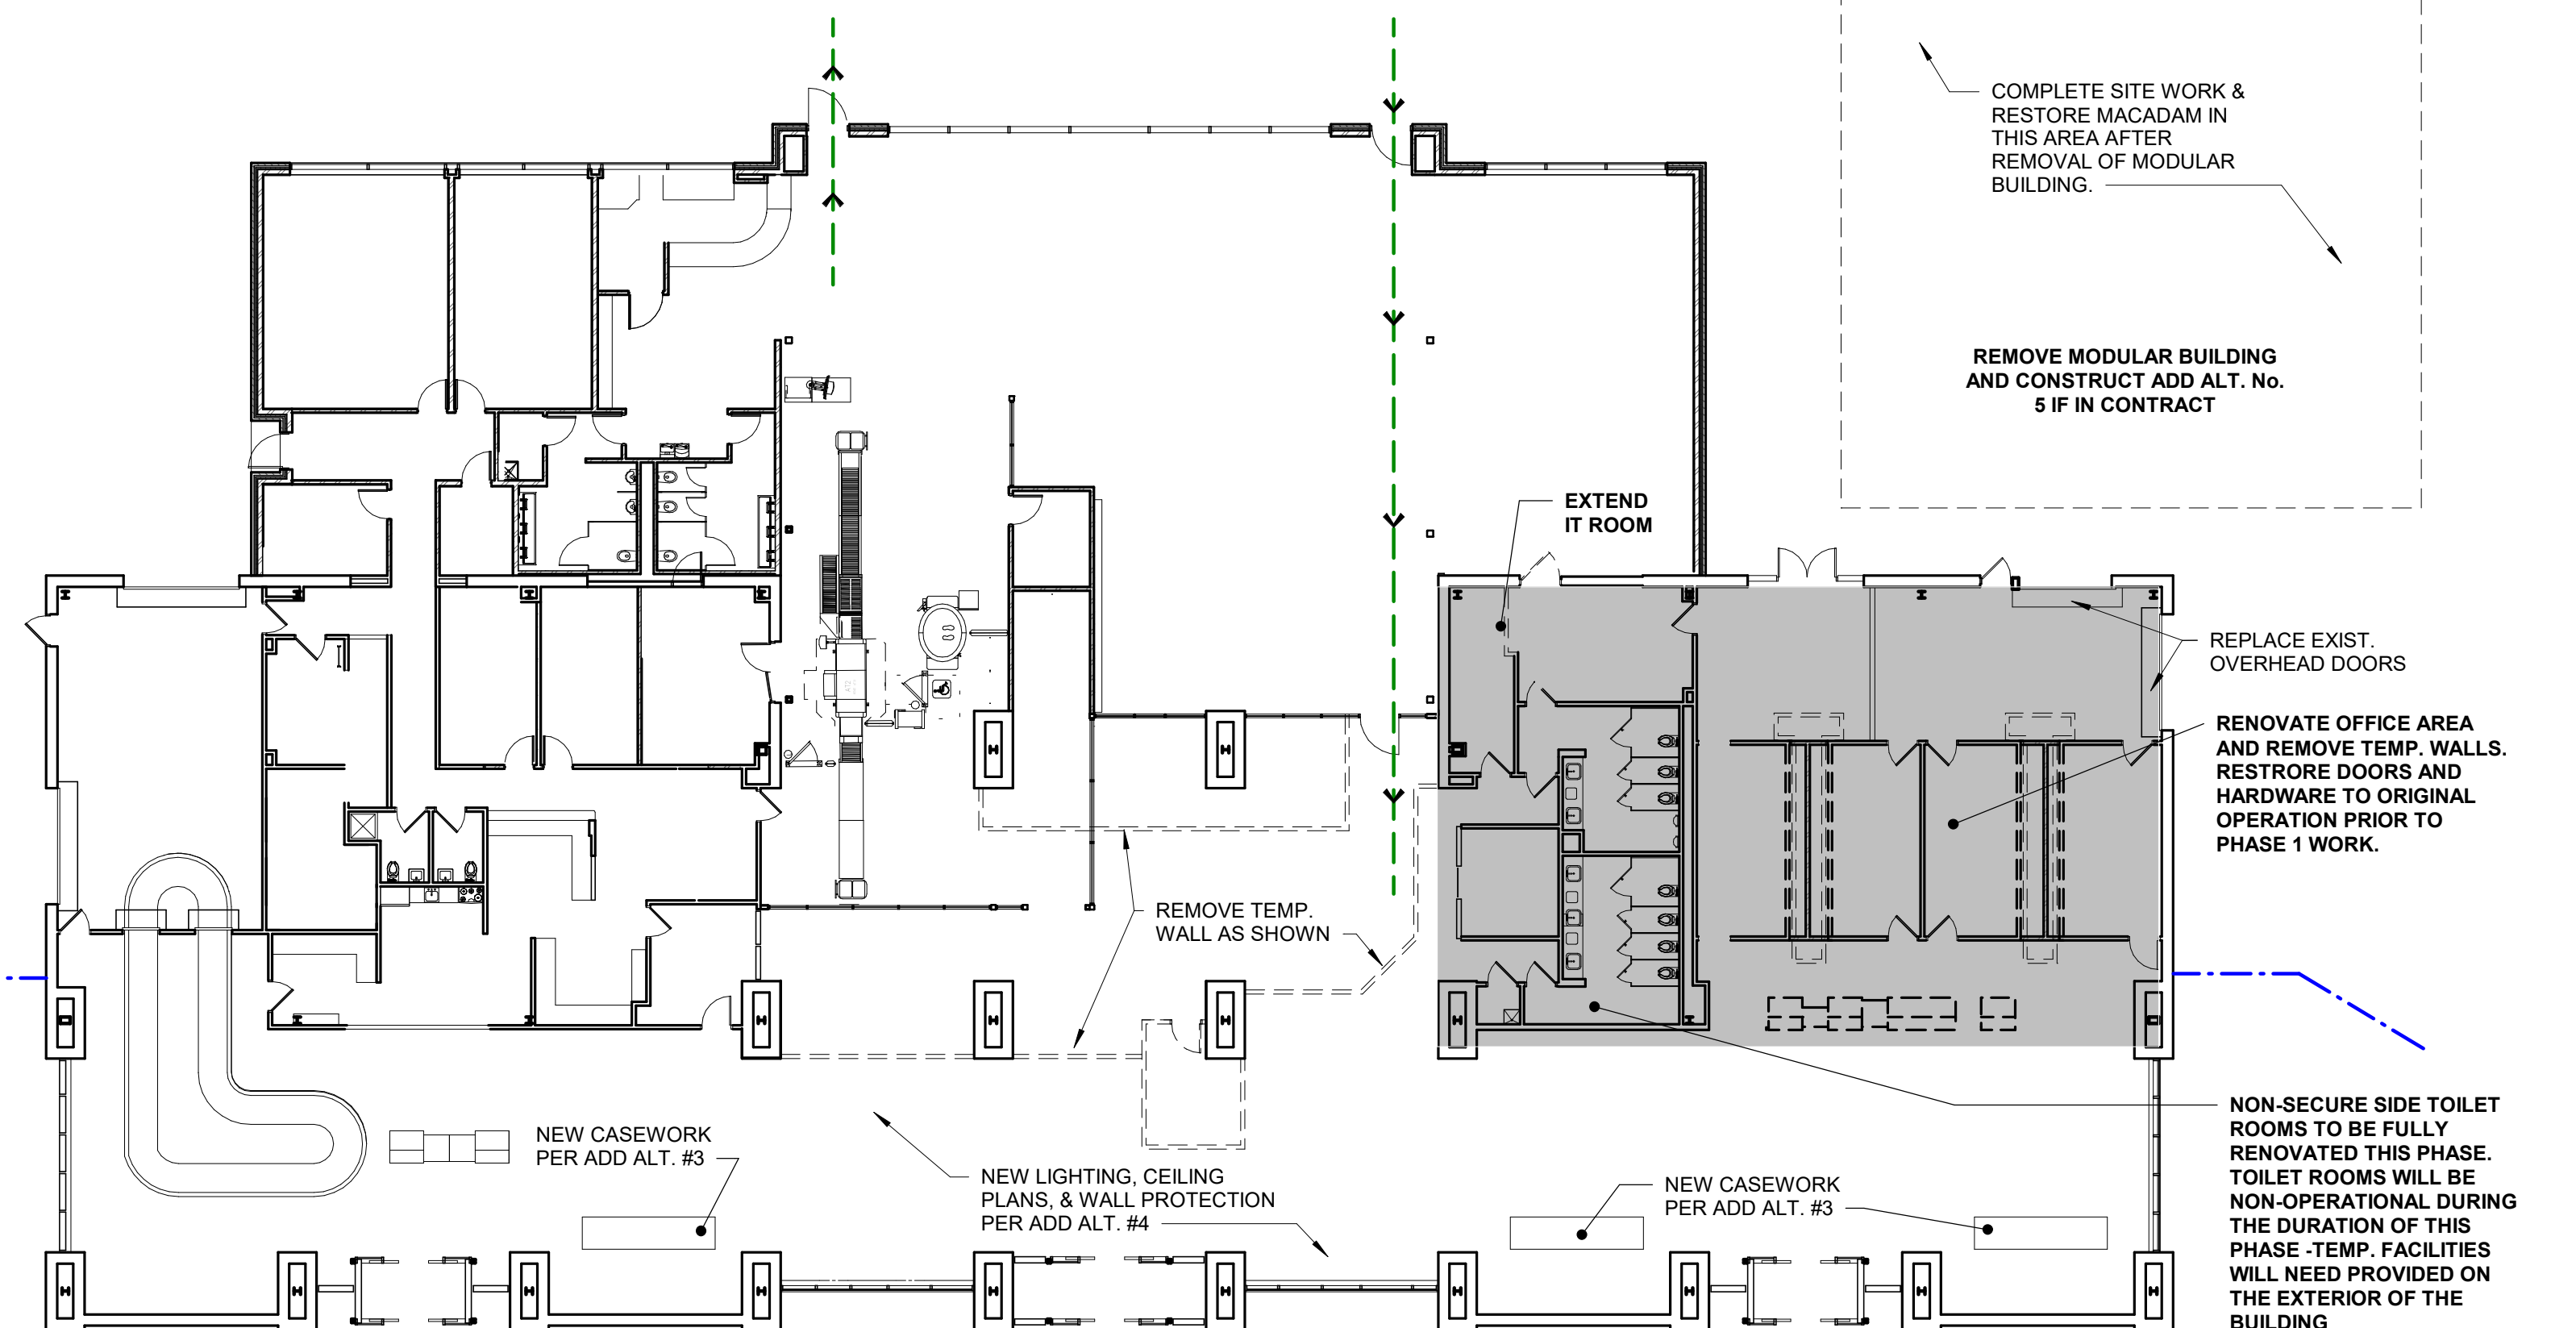 COMPLETE SITE WORK &
RESTORE MACADAM IN
THIS AREA AFTER
REMOVAL OF MODULAR
BUILDING.
REMOVE MODULAR BUILDING
AND CONSTRUCT ADD ALT. No.
5 IF IN CONTRACT
EXTEND
IT ROOM
REPLACE EXIST.
OVERHEAD DOORS
RENOVATE OFFICE AREA
AND REMOVE TEMP. WALLS.
RESTRORE DOORS AND
HARDWARE TO ORIGINAL
OPERATION PRIOR TO
PHASE 1 WORK.
REMOVE TEMP.
WALL AS SHOWN
NEW CASEWORK
PER ADD ALT. #3
NEW LIGHTING, CEILING
PLANS, & WALL PROTECTION
PER ADD ALT. #4
NEW CASEWORK
PER ADD ALT. #3
NON-SECURE SIDE TOILET
ROOMS TO BE FULLY
RENOVATED THIS PHASE.
TOILET ROOMS WILL BE
NON-OPERATIONAL DURING
THE DURATION OF THIS
PHASE -TEMP. FACILITIES
WILL NEED PROVIDED ON
THE EXTERIOR OF THE
BUILDING